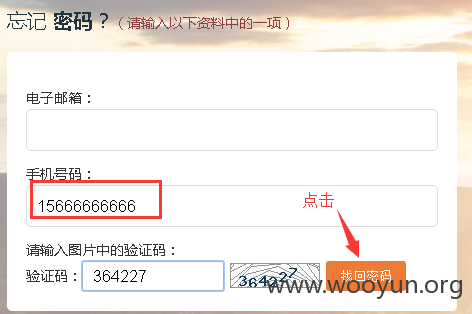 忘记 密码？（请输入以下资料中的一项）
电子邮箱：
手机号码：
15666666666
点击
请输入图片中的验证码：
验证码： 364227 364227 找回密码
www.wooyun.org